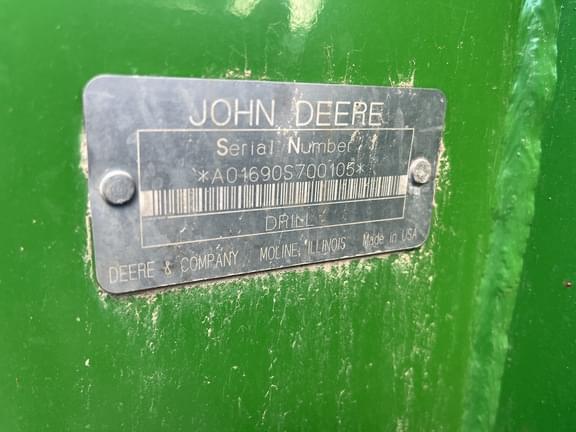 JOHN DEERE
Serial Number
*A01690S700105*
DRILL
DEERE & COMPANY MOLINE, ILLINOIS Made in USA